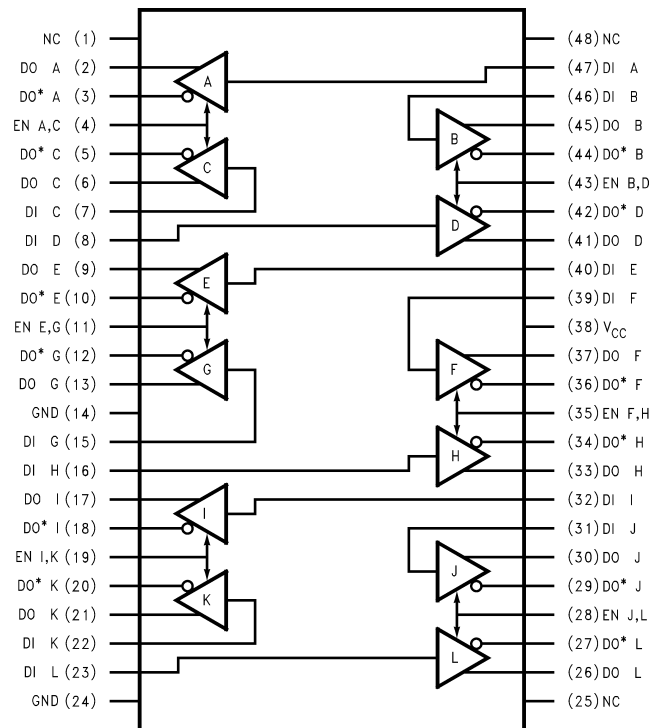 NC (1)
DO A (2)
DO* A (3)
EN A,C (4)
DO* C (5)
DO C (6)
DI C (7)
DI D (8)
DO E (9)
DO* E (10)
EN E,G (11)
DO* G (12)
DO G (13)
GND (14)
DI G (15)
DI H (16)
DO I (17)
DO* I (18)
EN I,K (19)
DO* K (20)
DO K (21)
DI K (22)
DI L (23)
GND (24)
A
C
E
G
I
K
B
D
F
H
J
L
(48) NC
(47) DI A
(46) DI B
(45) DO B
(44) DO* B
(43) EN B,D
(42) DO* D
(41) DO D
(40) DI E
(39) DI F
(38) VCC
(37) DO F
(36) DO* F
(35) EN F,H
(34) DO* H
(33) DO H
(32) DI I
(31) DI J
(30) DO J
(29) DO* J
(28) EN J,L
(27) DO* L
(26) DO L
(25) NC